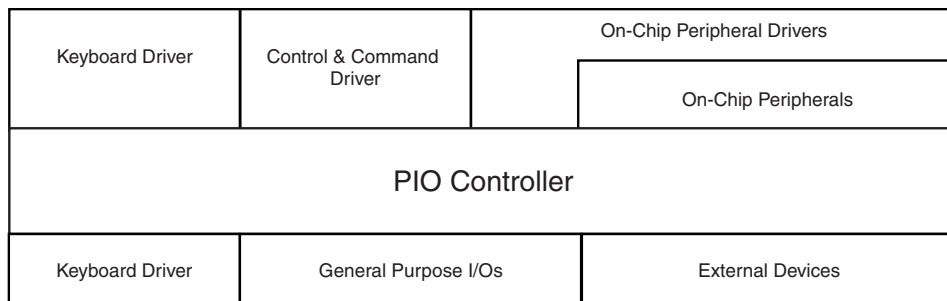 Keyboard Driver
Control & Command
Driver
On-Chip Peripheral Drivers
On-Chip Peripherals
PIO Controller
Keyboard Driver
General Purpose I/Os
External Devices